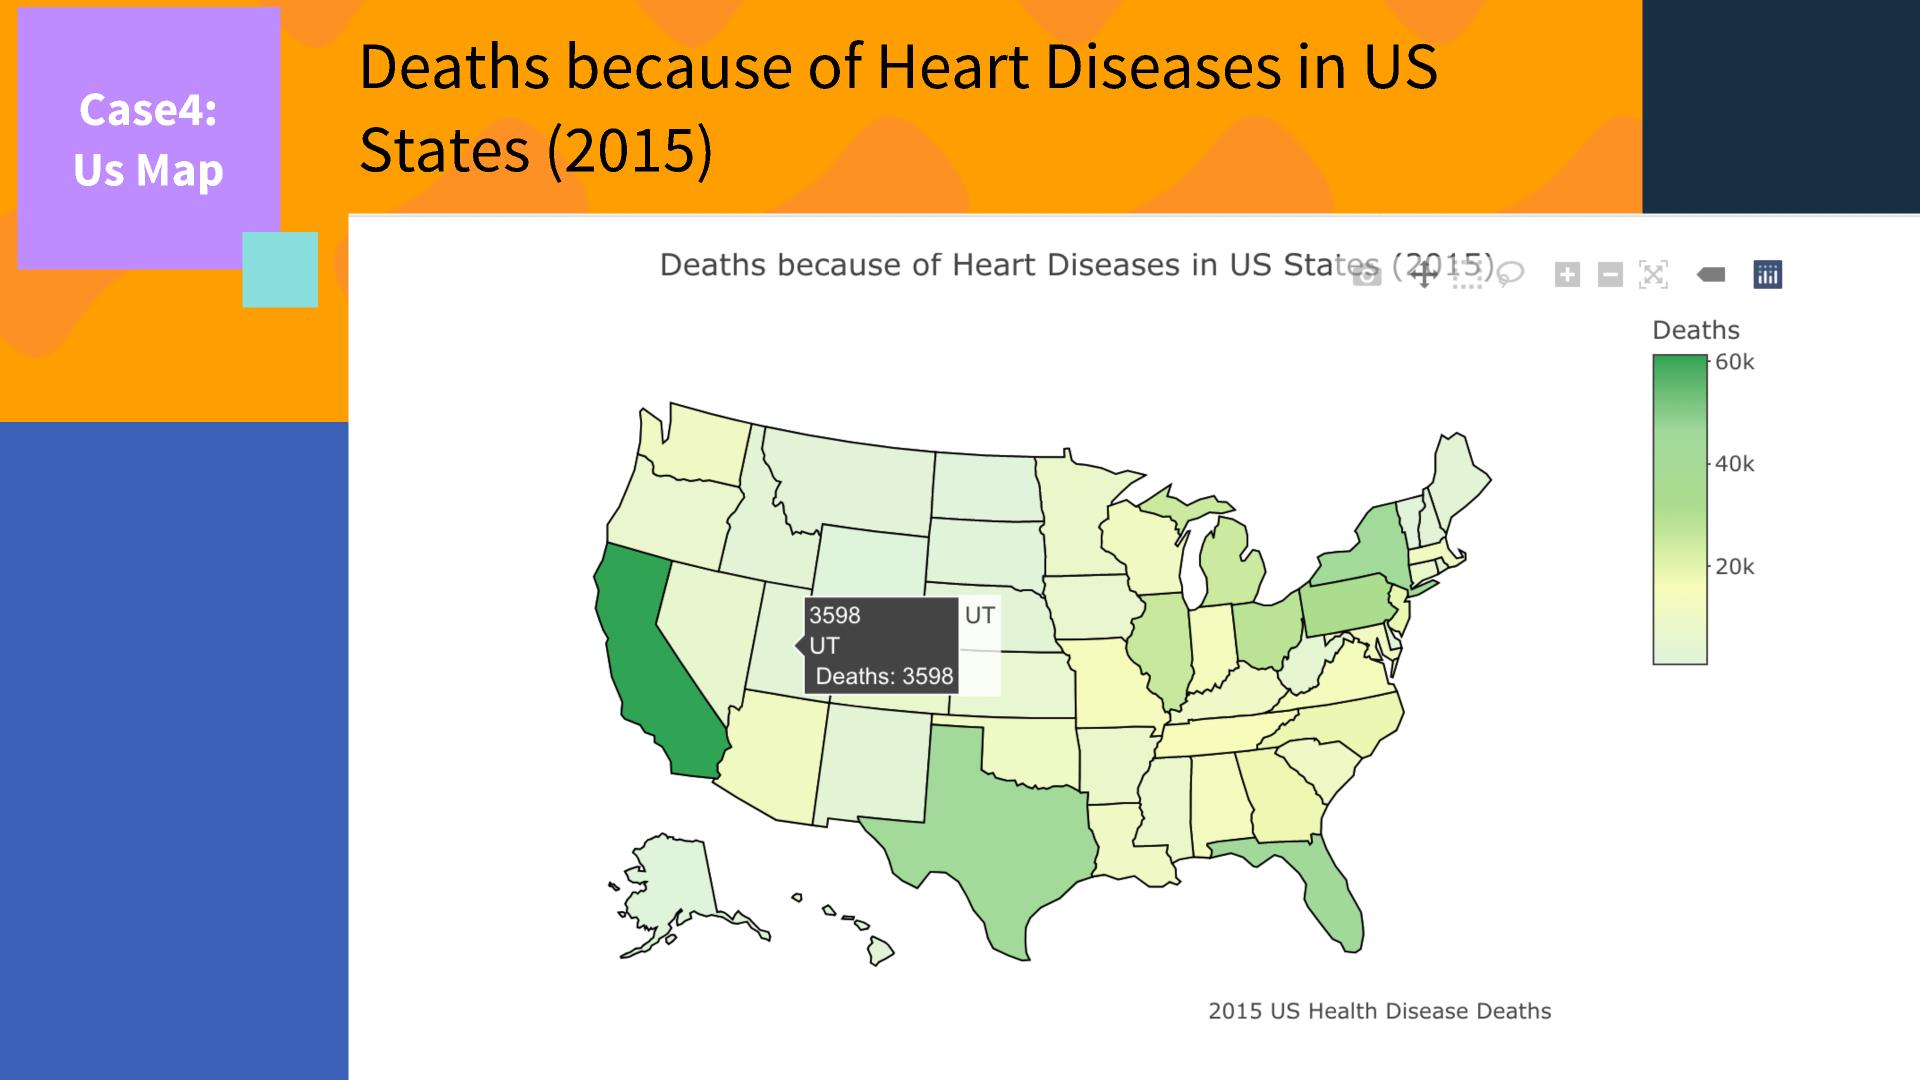 Case4:
Us Map
Deaths because of Heart Diseases in US
States (2015)
Deaths because of Heart Diseases in US States (2015)
Deaths
60k
40k
20k
3598
UT
Deaths: 3598
UT
2015 US Health Disease Deaths